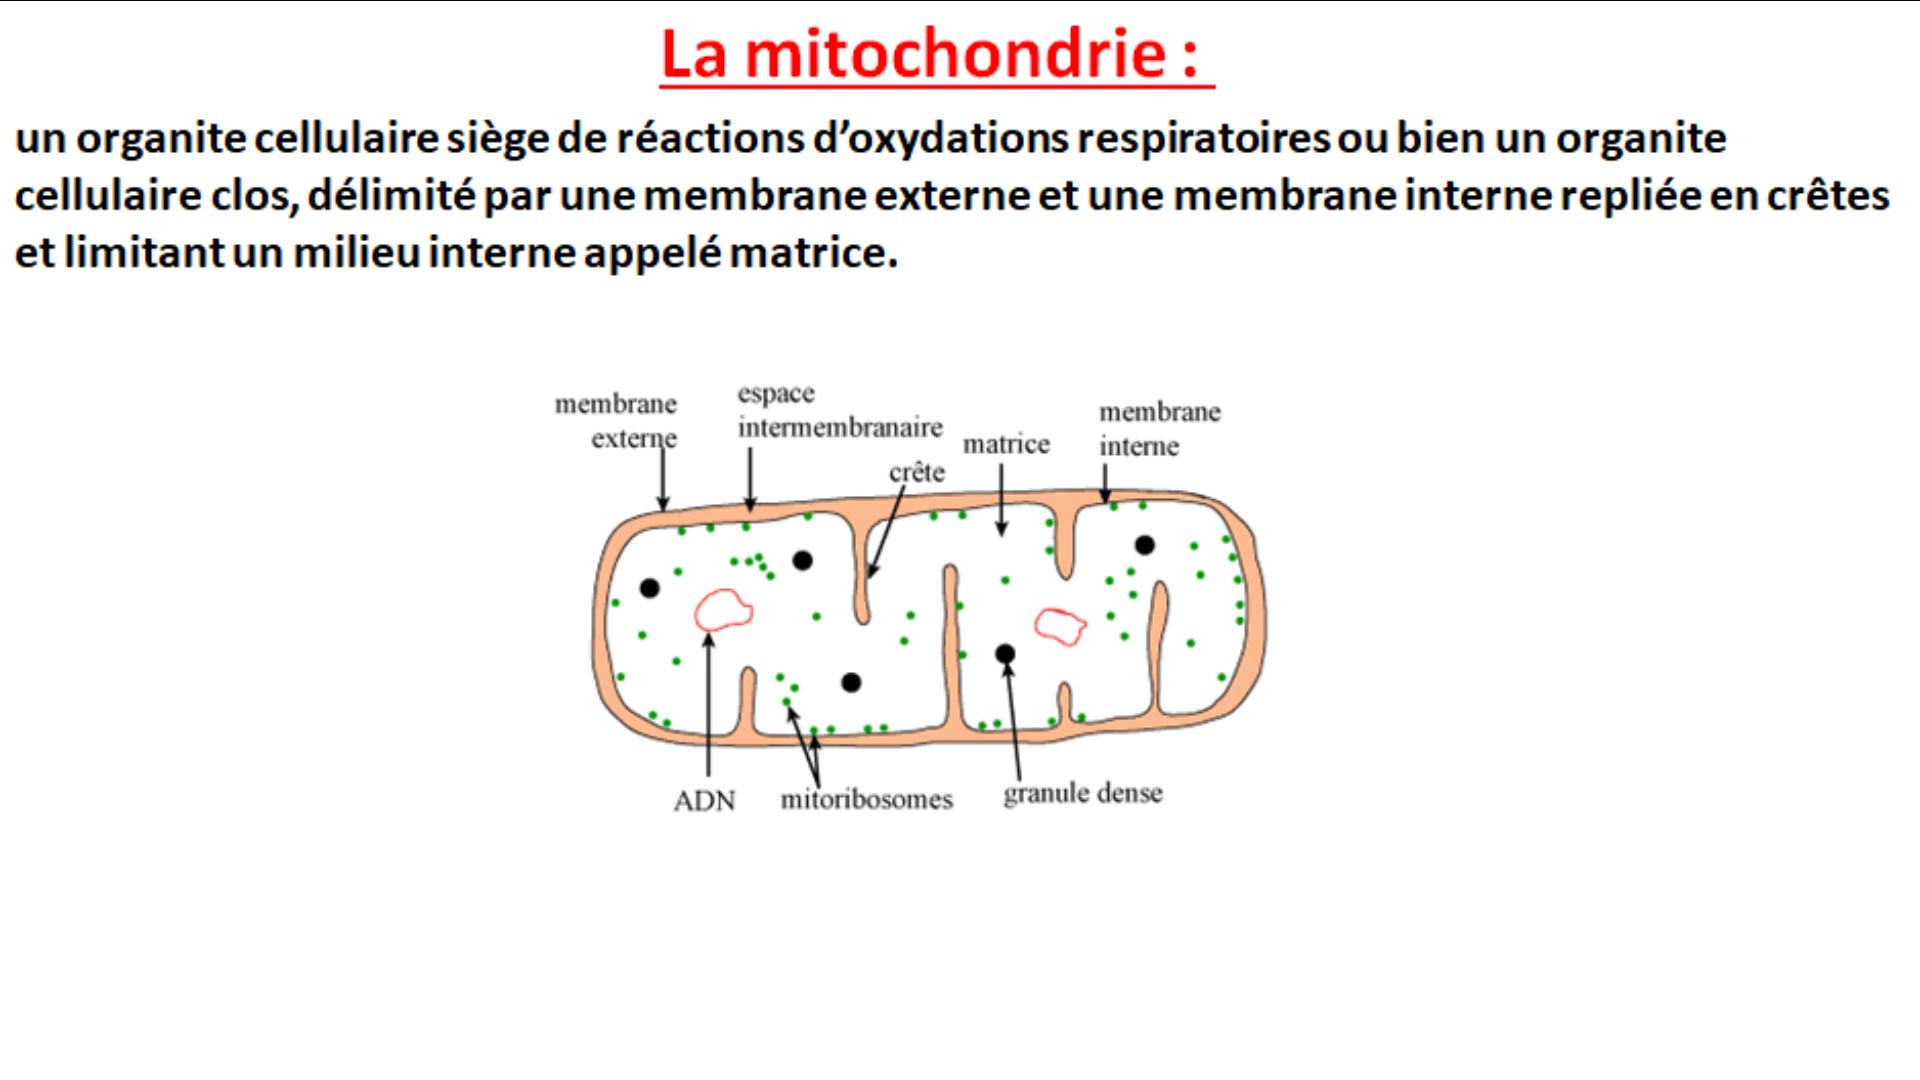 La mitochondrie :
un organite cellulaire siège de réactions d’oxydations respiratoires ou bien un organite
cellulaire clos, délimité par une membrane externe et une membrane interne repliée en crêtes
et limitant un milieu interne appelé matrice.
membrane
externe
espace
intermembranaire
crête
matrice
membrane
interne
ADN
mitoribosomes
granule dense